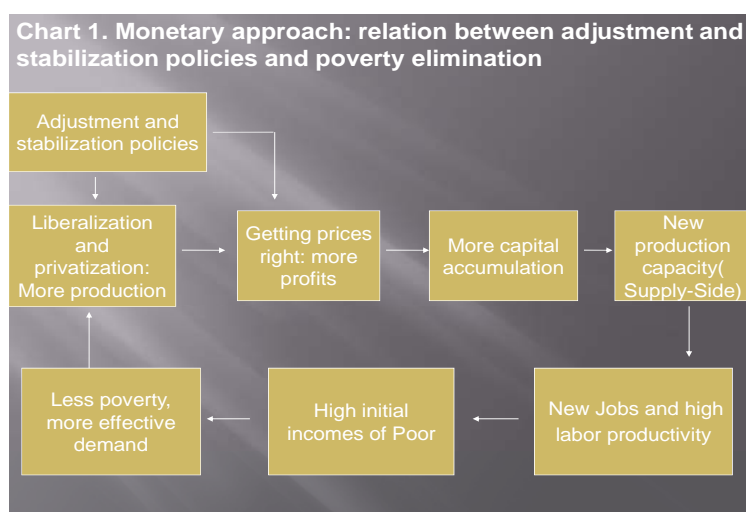 Chart 1. Monetary approach: relation between adjustment and
stabilization policies and poverty elimination
Adjustment and
stabilization policies
Liberalization
and
privatization:
More production
Getting prices
right: more
profits
More capital
accumulation
New
production
capacity(
Supply-Side)
Less poverty,
more effective
demand
High initial
incomes of Poor
New Jobs and high
labor productivity